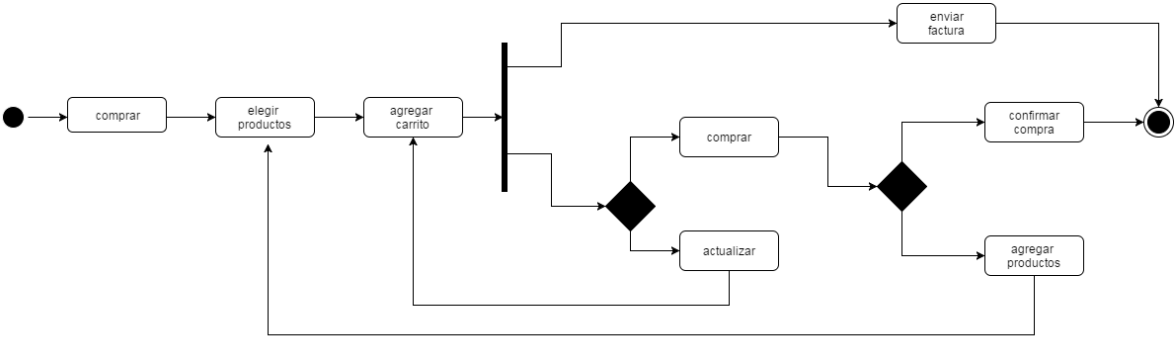 enviar
factura
comprar
elegir
productos
agregar
carrito
comprar
confirmar
compra
actualizar
agregar
productos